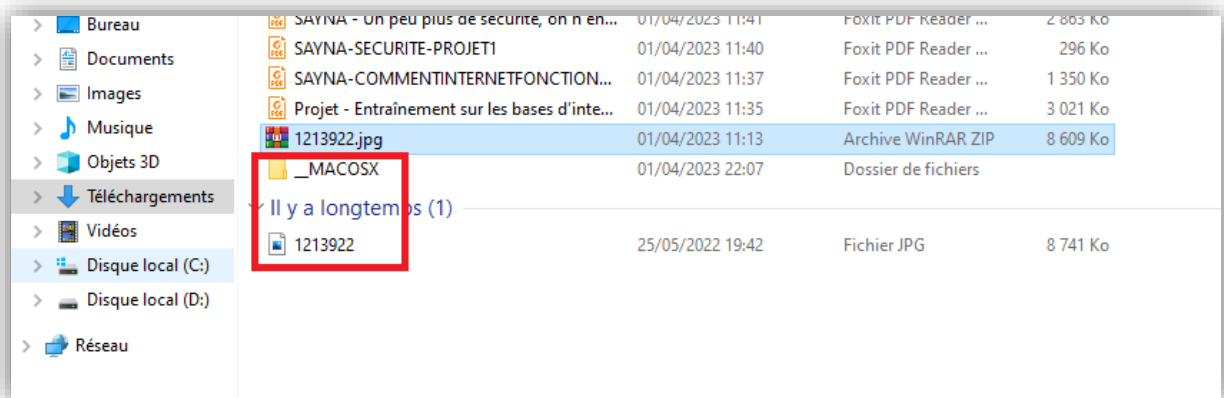 Bureau
Documents
Images
Musique
Objets 3D
Téléchargements
Vidéos
Disque local (C:)
Disque local (D:)
Réseau
SAYNA - Un peu plus de sécurité, on n'en... 01/04/2023 11:41 Foxit PDF Reader ... 2 863 Ko
SAYNA-SECURITE-PROJET1 01/04/2023 11:40 Foxit PDF Reader ... 296 Ko
SAYNA-COMMENTINTERNETFONCTION... 01/04/2023 11:37 Foxit PDF Reader ... 1 350 Ko
Projet - Entraînement sur les bases d'inte... 01/04/2023 11:35 Foxit PDF Reader ... 3 021 Ko
1213922.jpg 01/04/2023 11:13 Archive WinRAR ZIP 8 609 Ko
__MACOSX 01/04/2023 22:07 Dossier de fichiers
Il y a longtemps (1)
1213922 25/05/2022 19:42 Fichier JPG 8 741 Ko